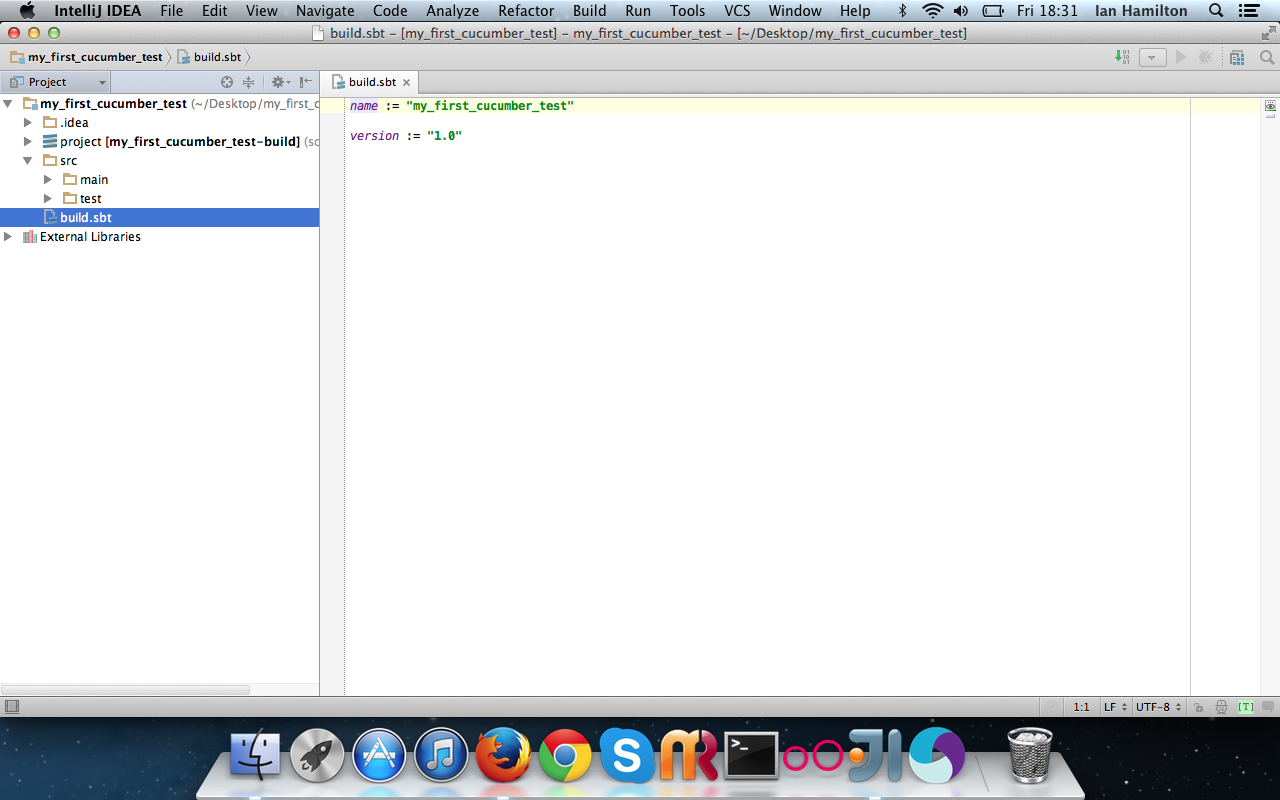 IntelliJ IDEA File Edit View Navigate Code Analyze Refactor Build Run Tools VCS Window Help Fri 18:31 Ian Hamilton
build.sbt – [my_first_cucumber_test] – my_first_cucumber_test – [~/Desktop/my_first_cucumber_test]
my_first_cucumber_test build.sbt
Project
build.sbt
my_first_cucumber_test (~/Desktop/my_first_c
.idea
project [my_first_cucumber_test-build] (so
src
main
test
build.sbt
External Libraries
name := "my_first_cucumber_test"
version := "1.0"
1:1 LF UTF-8 [T]